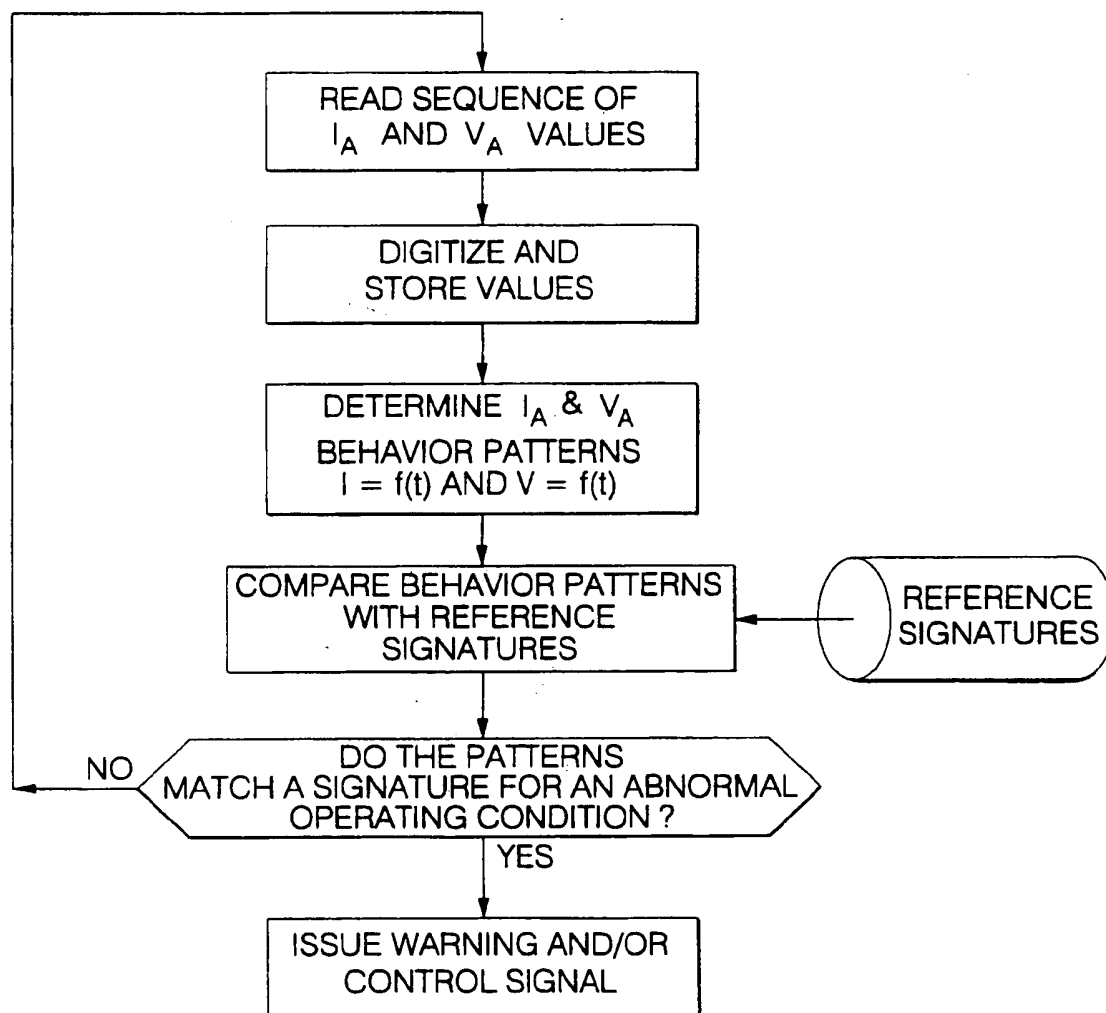 READ SEQUENCE OF
I_A AND V_A VALUES
DIGITIZE AND
STORE VALUES
DETERMINE I_A & V_A
BEHAVIOR PATTERNS
I = f(t) AND V = f(t)
COMPARE BEHAVIOR PATTERNS
WITH REFERENCE
SIGNATURES
REFERENCE
SIGNATURES
NO
DO THE PATTERNS
MATCH A SIGNATURE FOR AN ABNORMAL
OPERATING CONDITION ?
YES
ISSUE WARNING AND/OR
CONTROL SIGNAL